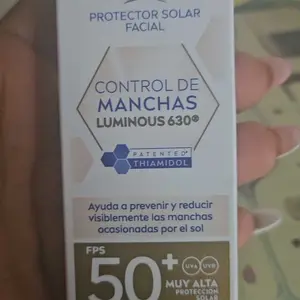 PROTECTOR SOLAR
FACIAL
CONTROL DE
MANCHAS
LUMINOUS 630®
PATENTED*
THIAMIDOL
Ayuda a prevenir y reducir
visiblemente las manchas
ocasionadas por el sol
FPS
50+
UVA UVB
MUY ALTA
PROTECCIÓN
SOLAR